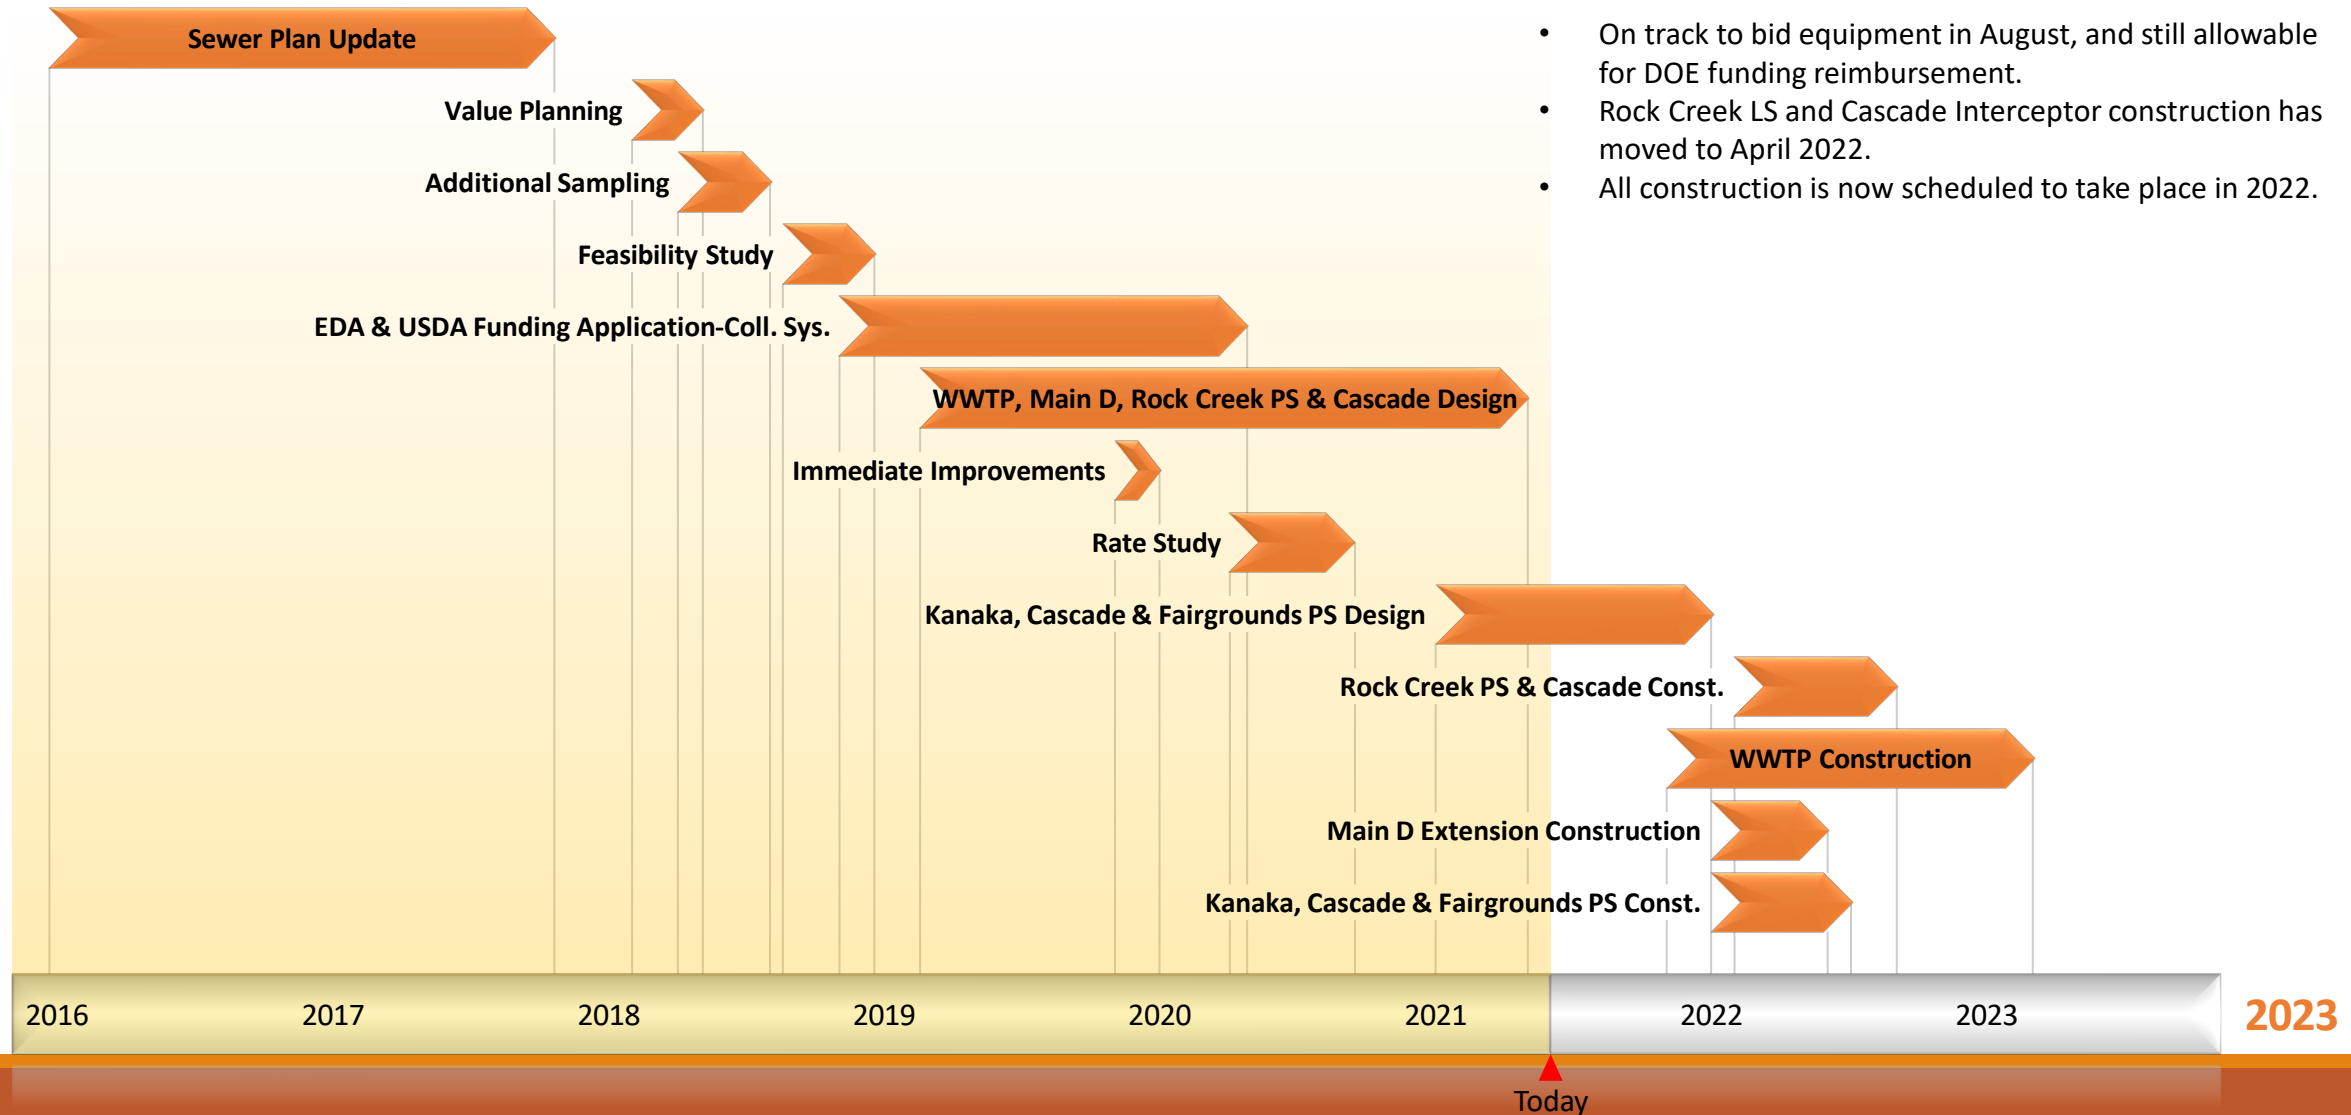 Sewer Plan Update
• On track to bid equipment in August, and still allowable
for DOE funding reimbursement.
• Rock Creek LS and Cascade Interceptor construction has
moved to April 2022.
• All construction is now scheduled to take place in 2022.
Value Planning
Additional Sampling
Feasibility Study
EDA & USDA Funding Application-Coll. Sys.
WWTP, Main D, Rock Creek PS & Cascade Design
Immediate Improvements
Rate Study
Kanaka, Cascade & Fairgrounds PS Design
Rock Creek PS & Cascade Const.
WWTP Construction
Main D Extension Construction
Kanaka, Cascade & Fairgrounds PS Const.
2016 2017 2018 2019 2020 2021 2022 2023 2023
Today